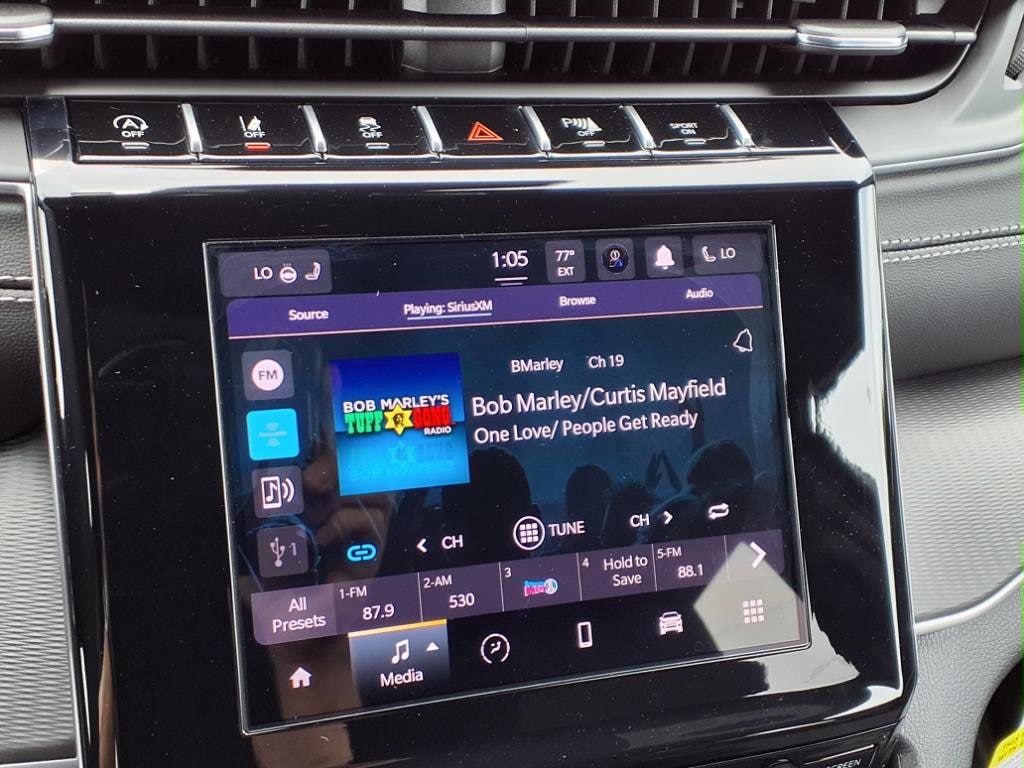 OFF OFF OFF P OFF SPORT ON
LO 1:05 77° EXT LO
Source Playing: SiriusXM Browse Audio
FM
BMarley Ch 19
BOB MARLEY'S
TUFF GONG
RADIO
Bob Marley/Curtis Mayfield
One Love/ People Get Ready
1
CH TUNE CH
All Presets
1-FM 87.9
2-AM 530
3
4 Hold to Save
5-FM 88.1
Media
SCREEN